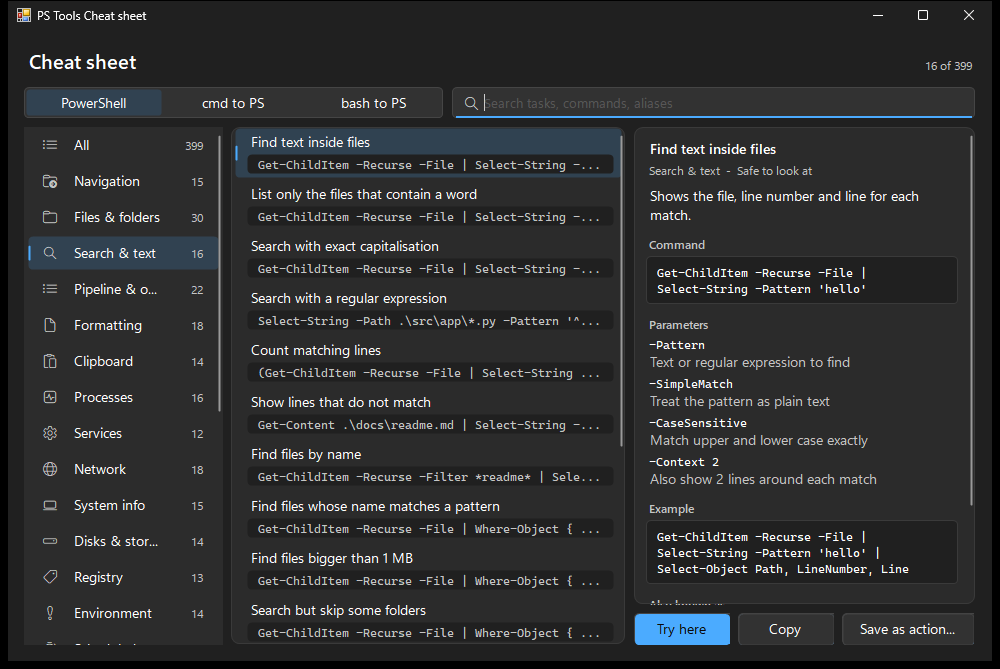 PS Tools Cheat sheet
Cheat sheet
16 of 399
PowerShell
cmd to PS
bash to PS
Search tasks, commands, aliases
All 399
Navigation 15
Files & folders 30
Search & text 16
Pipeline & o... 22
Formatting 18
Clipboard 14
Processes 16
Services 12
Network 18
System info 15
Disks & stor... 14
Registry 13
Environment 14
Find text inside files
Get-ChildItem -Recurse -File | Select-String -...
List only the files that contain a word
Get-ChildItem -Recurse -File | Select-String -...
Search with exact capitalisation
Get-ChildItem -Recurse -File | Select-String -...
Search with a regular expression
Select-String -Path .\src\app\*.py -Pattern '^...
Count matching lines
(Get-ChildItem -Recurse -File | Select-String ...
Show lines that do not match
Get-Content .\docs\readme.md | Select-String -...
Find files by name
Get-ChildItem -Recurse -Filter *readme* | Sele...
Find files whose name matches a pattern
Get-ChildItem -Recurse -File | Where-Object { ...
Find files bigger than 1 MB
Get-ChildItem -Recurse -File | Where-Object { ...
Search but skip some folders
Get-ChildItem -Recurse -File | Where-Object { ...
Find text inside files
Search & text - Safe to look at
Shows the file, line number and line for each
match.
Command
Get-ChildItem -Recurse -File |
Select-String -Pattern 'hello'
Parameters
-Pattern
Text or regular expression to find
-SimpleMatch
Treat the pattern as plain text
-CaseSensitive
Match upper and lower case exactly
-Context 2
Also show 2 lines around each match
Example
Get-ChildItem -Recurse -File |
Select-String -Pattern 'hello' |
Select-Object Path, LineNumber, Line
Try here
Copy
Save as action...